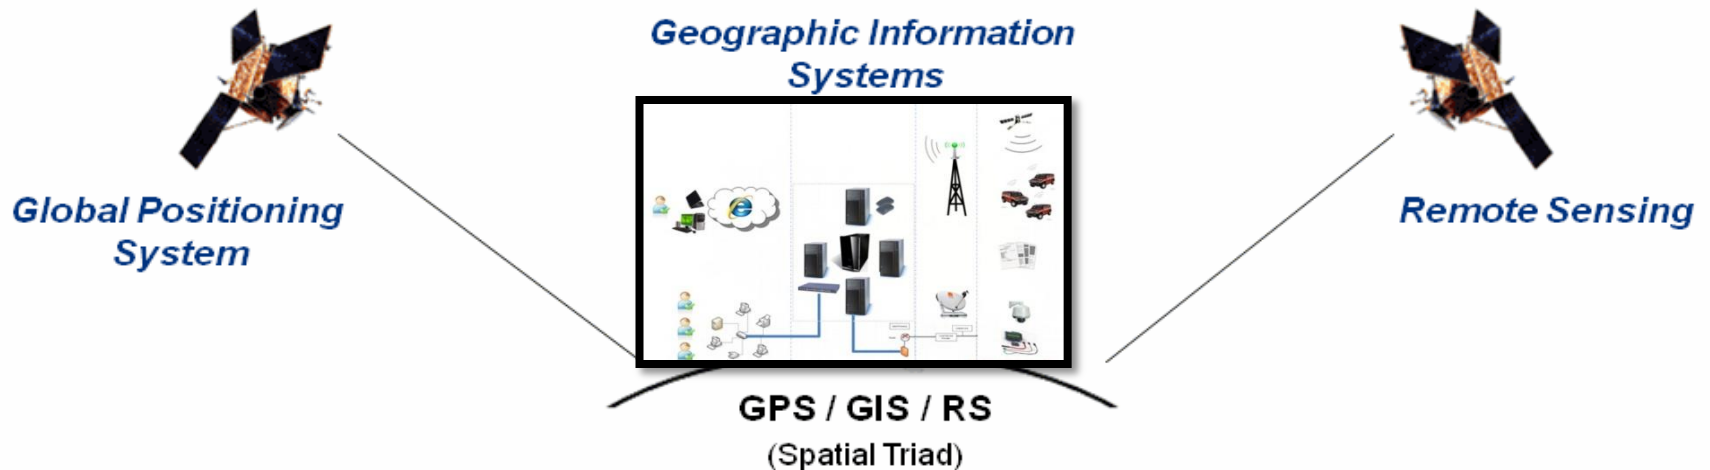 Geographic Information
Systems
Global Positioning
System
Remote Sensing
GPS / GIS / RS
(Spatial Triad)